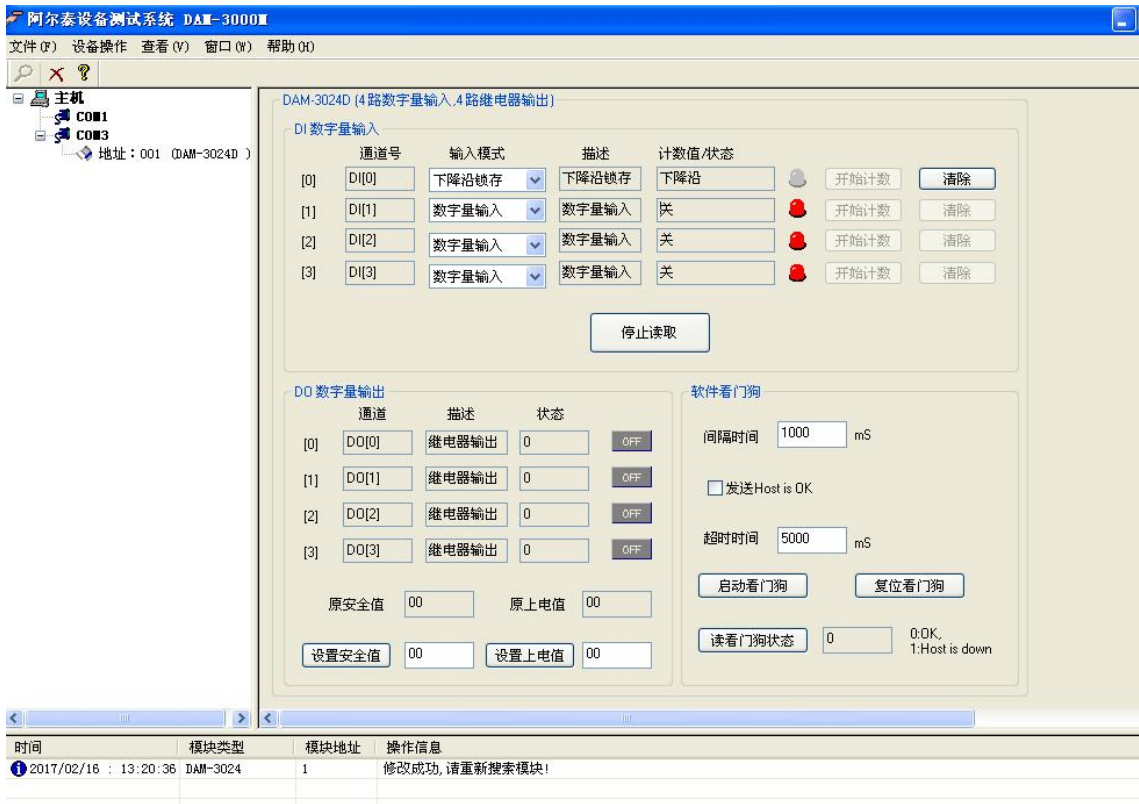 阿尔泰设备测试系统 DAM-3000M
文件(F) 设备操作 查看(V) 窗口(W) 帮助(H)
主机
COM1
COM3
地址：001 (DAM-3024D )
DAM-3024D (4路数字量输入,4路继电器输出)
DI 数字量输入
通道号 输入模式 描述 计数值/状态
[0] DI[0] 下降沿锁存 下降沿锁存 下降沿 开始计数 清除
[1] DI[1] 数字量输入 数字量输入 关 开始计数 清除
[2] DI[2] 数字量输入 数字量输入 关 开始计数 清除
[3] DI[3] 数字量输入 数字量输入 关 开始计数 清除
停止读取
DO 数字量输出
通道 描述 状态
[0] DO[0] 继电器输出 0 OFF
[1] DO[1] 继电器输出 0 OFF
[2] DO[2] 继电器输出 0 OFF
[3] DO[3] 继电器输出 0 OFF
原安全值 00 原上电值 00
设置安全值 00 设置上电值 00
软件看门狗
间隔时间 1000 mS
发送Host is OK
超时时间 5000 mS
启动看门狗 复位看门狗
读看门狗状态 0 0:OK,
1:Host is down
时间 模块类型 模块地址 操作信息
2017/02/16 : 13:20:36 DAM-3024 1 修改成功,请重新搜索模块!